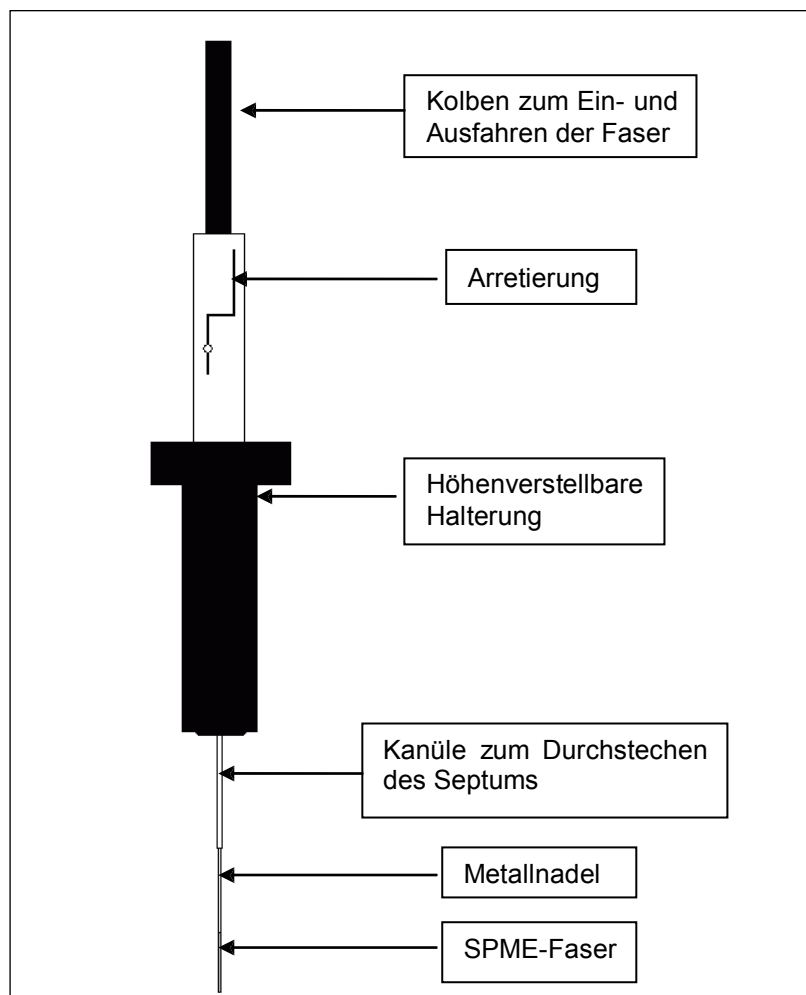 Kolben zum Ein- und
Ausfahren der Faser
Arretierung
Höhenverstellbare
Halterung
Kanüle zum Durchstechen
des Septums
Metallnadel
SPME-Faser